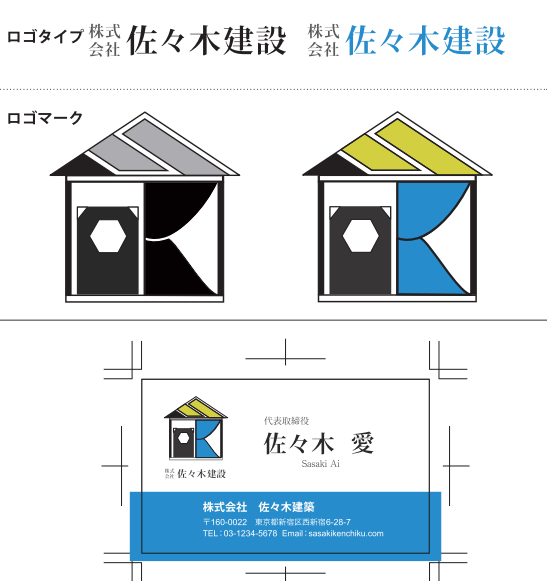 ロゴタイプ 株式会社 佐々木建設 株式会社 佐々木建設
ロゴマーク
代表取締役
佐々木 愛
Sasaki Ai
株式会社 佐々木建設
株式会社 佐々木建築
〒160-0022 東京都新宿区西新宿6-28-7
TEL：03-1234-5678 Email：sasakikenchiku.com